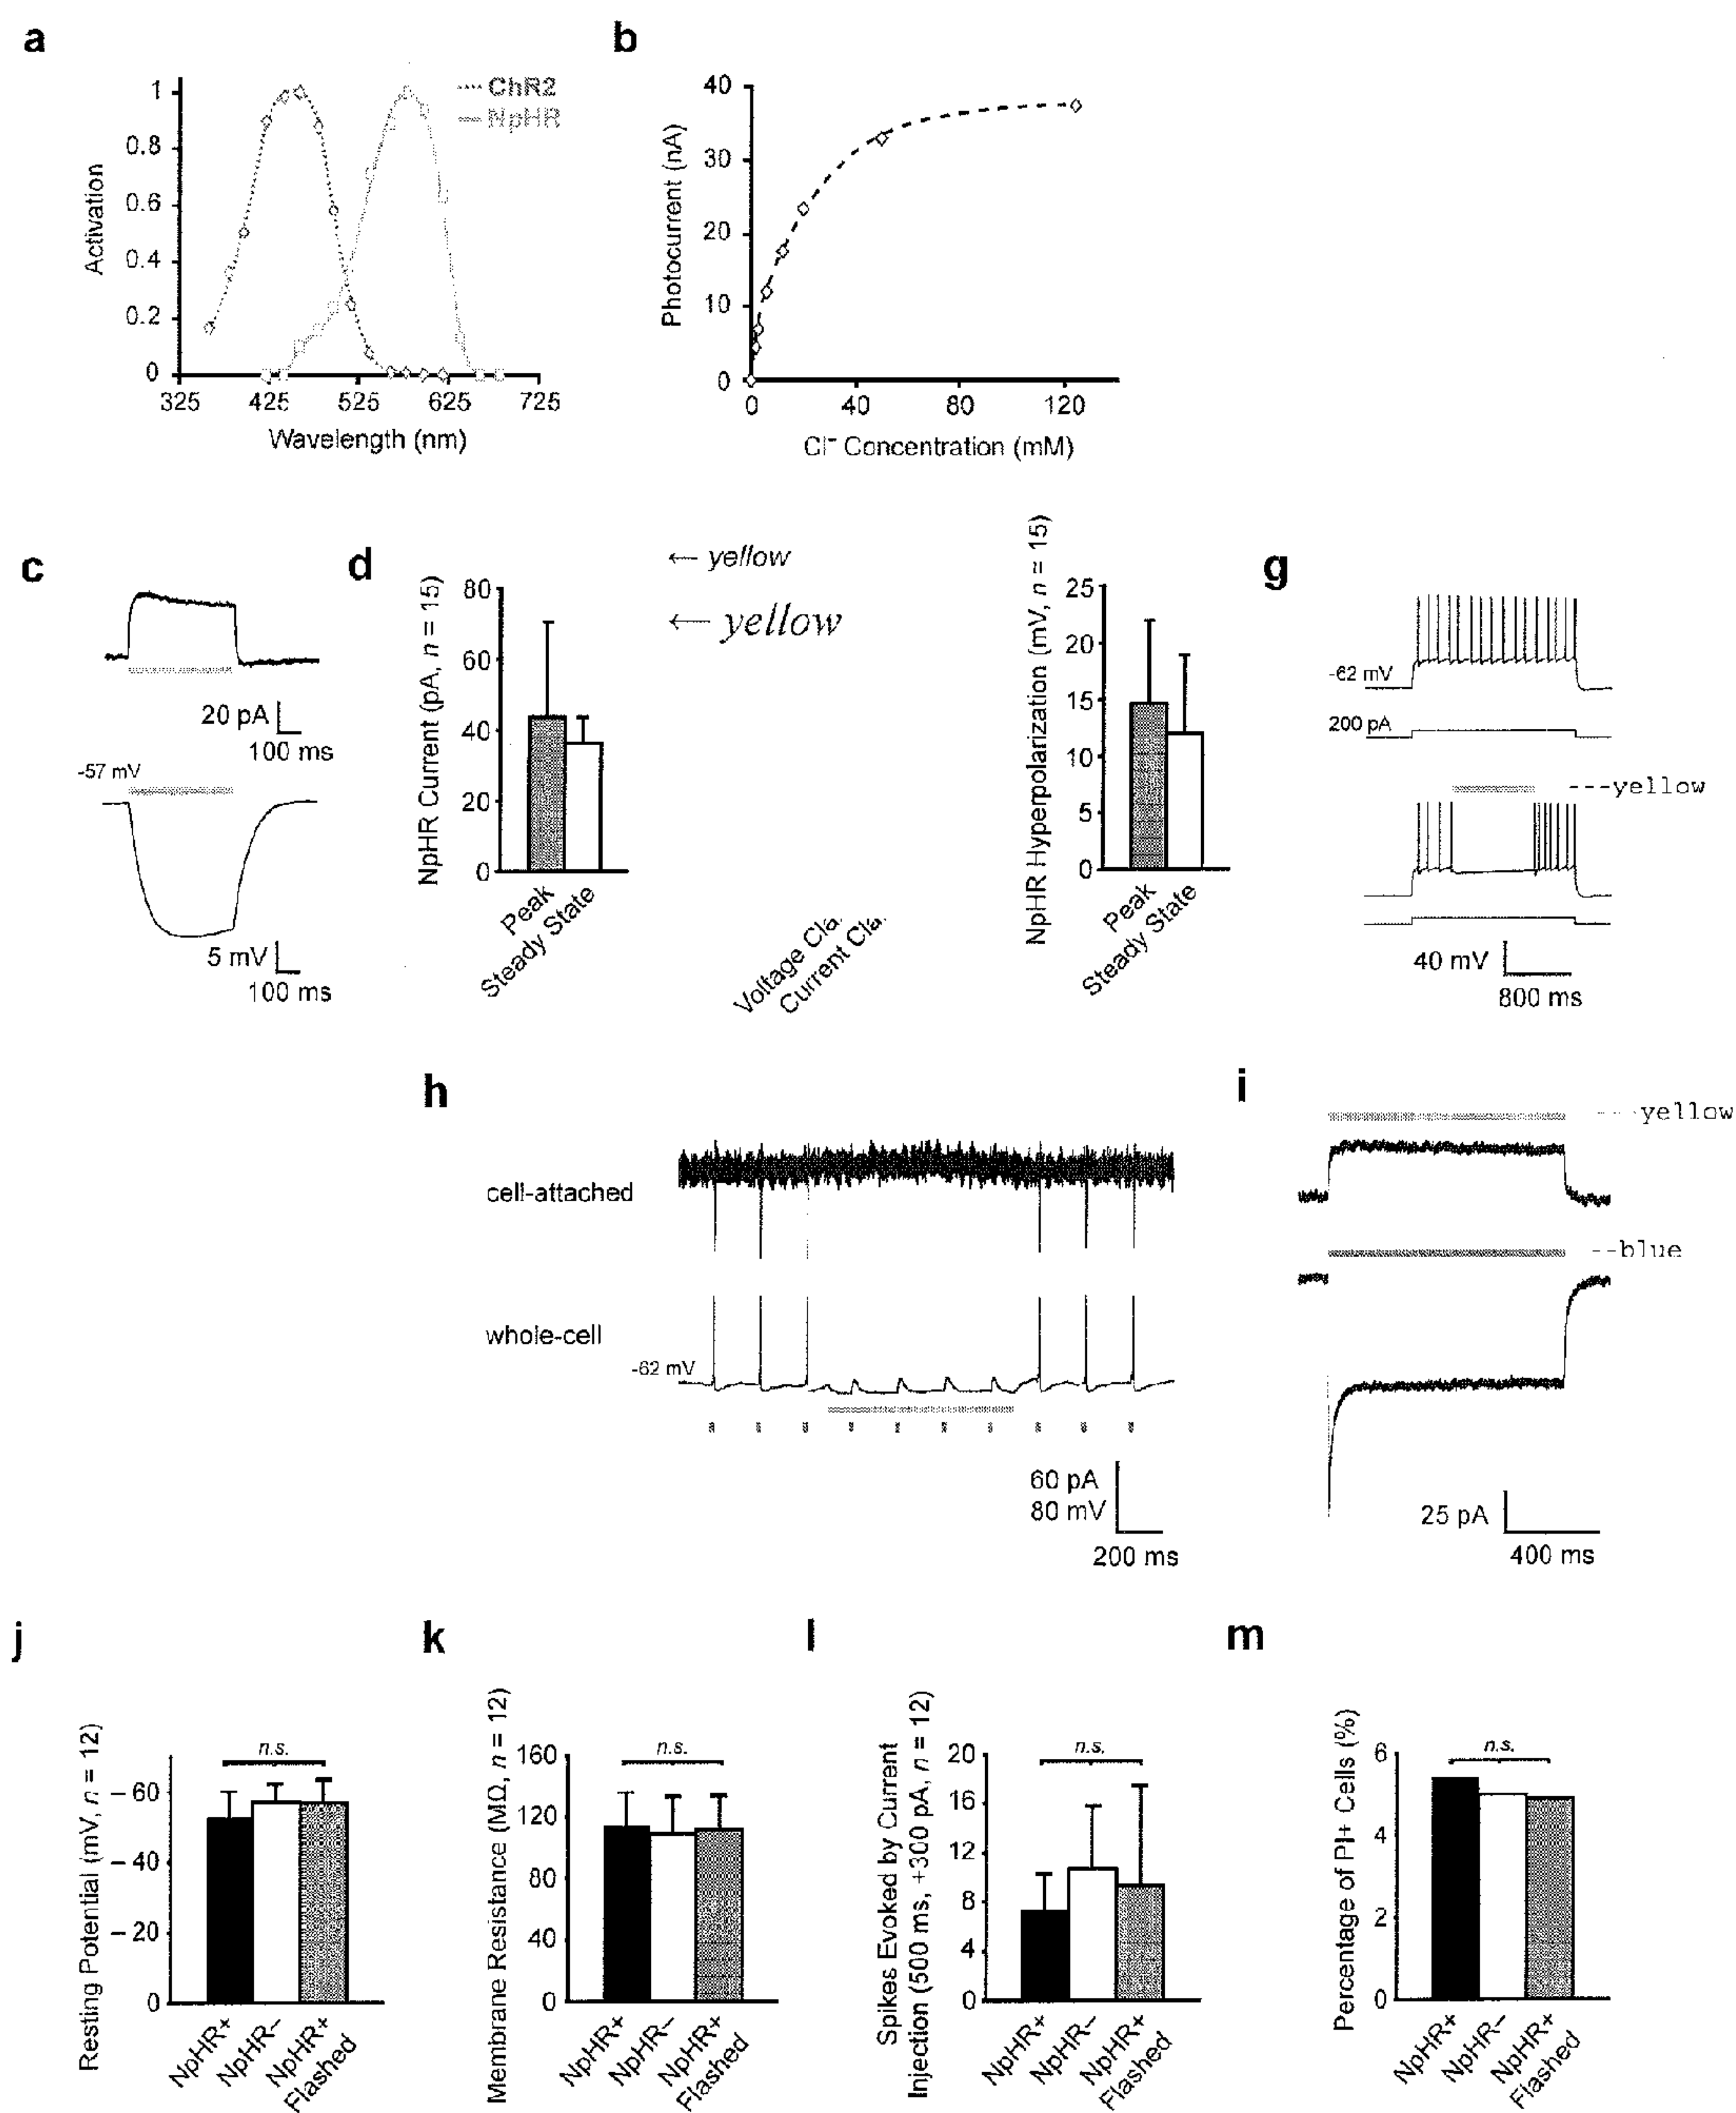 a
1
0.8
0.6
0.4
0.2
0
325 425 525 625 725
Activation
Wavelength (nm)
ChR2
NpHR
b
40
30
20
10
0
0 40 80 120
Photocurrent (nA)
Cl⁻ Concentration (mM)
c
20 pA
100 ms
-57 mV
5 mV
100 ms
d
NpHR Current (pA, n = 15)
80
60
40
20
0
Peak
Steady State
← yellow
← yellow
Voltage Cla
Current Cla
NpHR Hyperpolarization (mV, n = 15)
25
20
15
10
5
0
Peak
Steady State
g
-62 mV
200 pA
---yellow
40 mV
800 ms
h
cell-attached
whole-cell
-62 mV
60 pA
80 mV
200 ms
i
yellow
--blue
25 pA
400 ms
j
Resting Potential (mV, n = 12)
– 60
– 40
– 20
0
n.s.
NpHR+
NpHR–
NpHR+
Flashed
k
Membrane Resistance (MΩ, n = 12)
160
120
80
40
0
n.s.
NpHR+
NpHR–
NpHR+
Flashed
l
Spikes Evoked by Current
Injection (500 ms, +300 pA, n = 12)
20
16
12
8
4
0
n.s.
NpHR+
NpHR–
NpHR+
Flashed
m
Percentage of PI+ Cells (%)
6
4
2
0
n.s.
NpHR+
NpHR–
NpHR+
Flashed